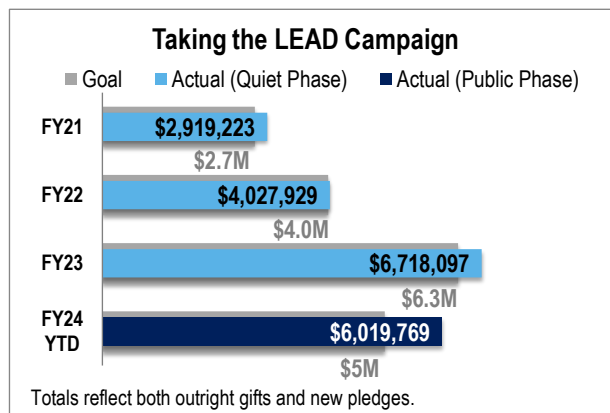 Taking the LEAD Campaign
Goal Actual (Quiet Phase) Actual (Public Phase)
FY21
$2,919,223
$2.7M
FY22
$4,027,929
$4.0M
FY23
$6,718,097
$6.3M
FY24
YTD
$6,019,769
$5M
Totals reflect both outright gifts and new pledges.